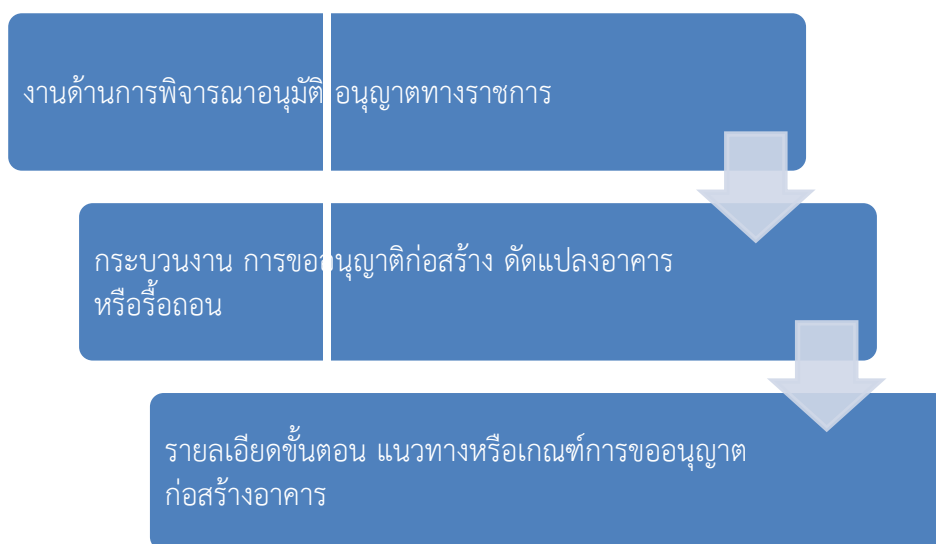 งานด้านการพิจารณาอนุมัติ อนุญาตทางราชการ
กระบวนงาน การขออนุญาติก่อสร้าง ดัดแปลงอาคาร
หรือรื้อถอน
รายลเอียดขั้นตอน แนวทางหรือเกณฑ์การขออนุญาต
ก่อสร้างอาคาร